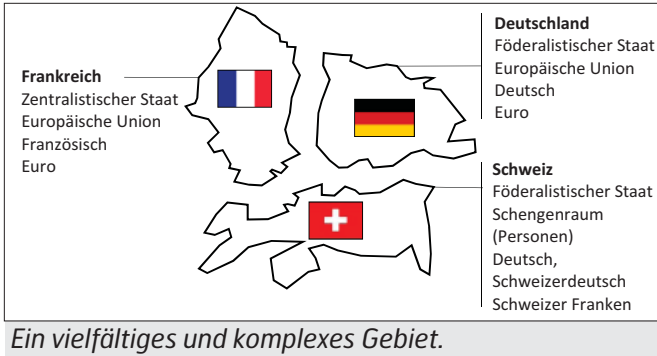 Frankreich
Zentralistischer Staat
Europäische Union
Französisch
Euro
Deutschland
Föderalistischer Staat
Europäische Union
Deutsch
Euro
Schweiz
Föderalistischer Staat
Schengenraum
(Personen)
Deutsch,
Schweizerdeutsch
Schweizer Franken
Ein vielfältiges und komplexes Gebiet.